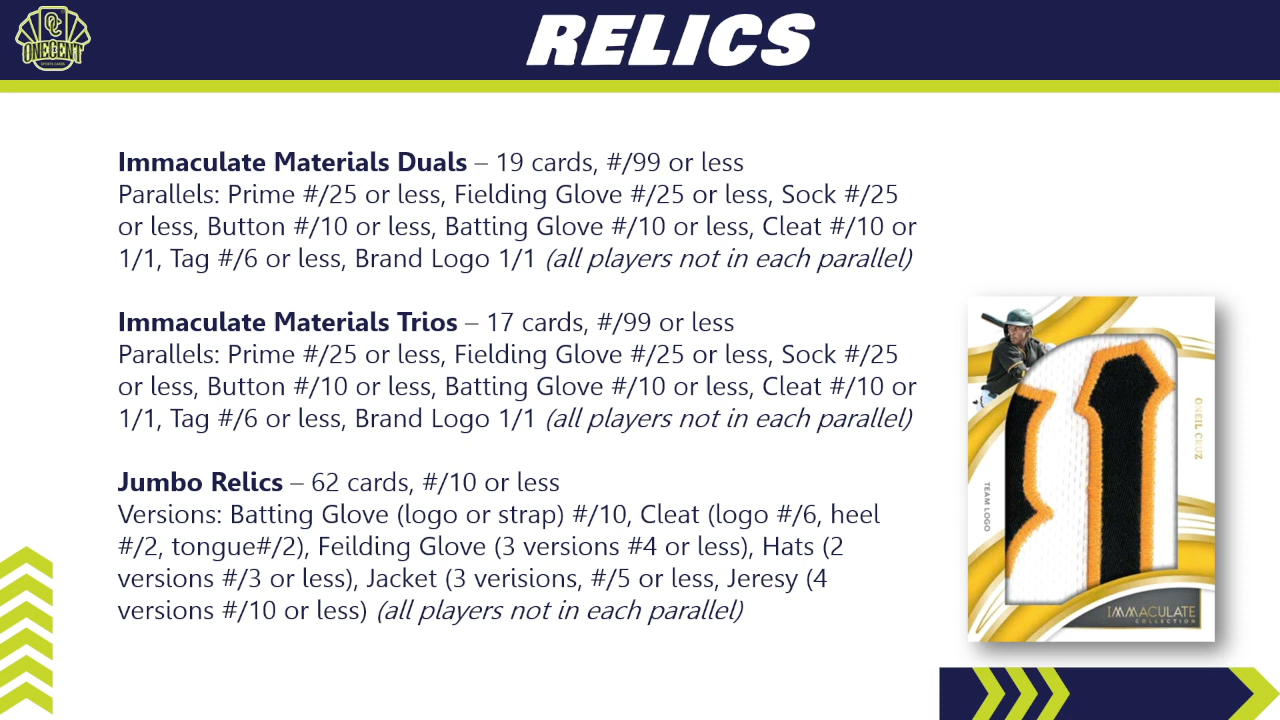 OC
ONECENT
SPORTS CARDS
RELICS
Immaculate Materials Duals – 19 cards, #/99 or less
Parallels: Prime #/25 or less, Fielding Glove #/25 or less, Sock #/25
or less, Button #/10 or less, Batting Glove #/10 or less, Cleat #/10 or
1/1, Tag #/6 or less, Brand Logo 1/1 (all players not in each parallel)
Immaculate Materials Trios – 17 cards, #/99 or less
Parallels: Prime #/25 or less, Fielding Glove #/25 or less, Sock #/25
or less, Button #/10 or less, Batting Glove #/10 or less, Cleat #/10 or
1/1, Tag #/6 or less, Brand Logo 1/1 (all players not in each parallel)
Jumbo Relics – 62 cards, #/10 or less
Versions: Batting Glove (logo or strap) #/10, Cleat (logo #/6, heel
#/2, tongue#/2), Feilding Glove (3 versions #4 or less), Hats (2
versions #/3 or less), Jacket (3 verisions, #/5 or less, Jeresy (4
versions #/10 or less) (all players not in each parallel)
ONEIL CRUZ
TEAM LOGO
IMMACULATE
COLLECTION